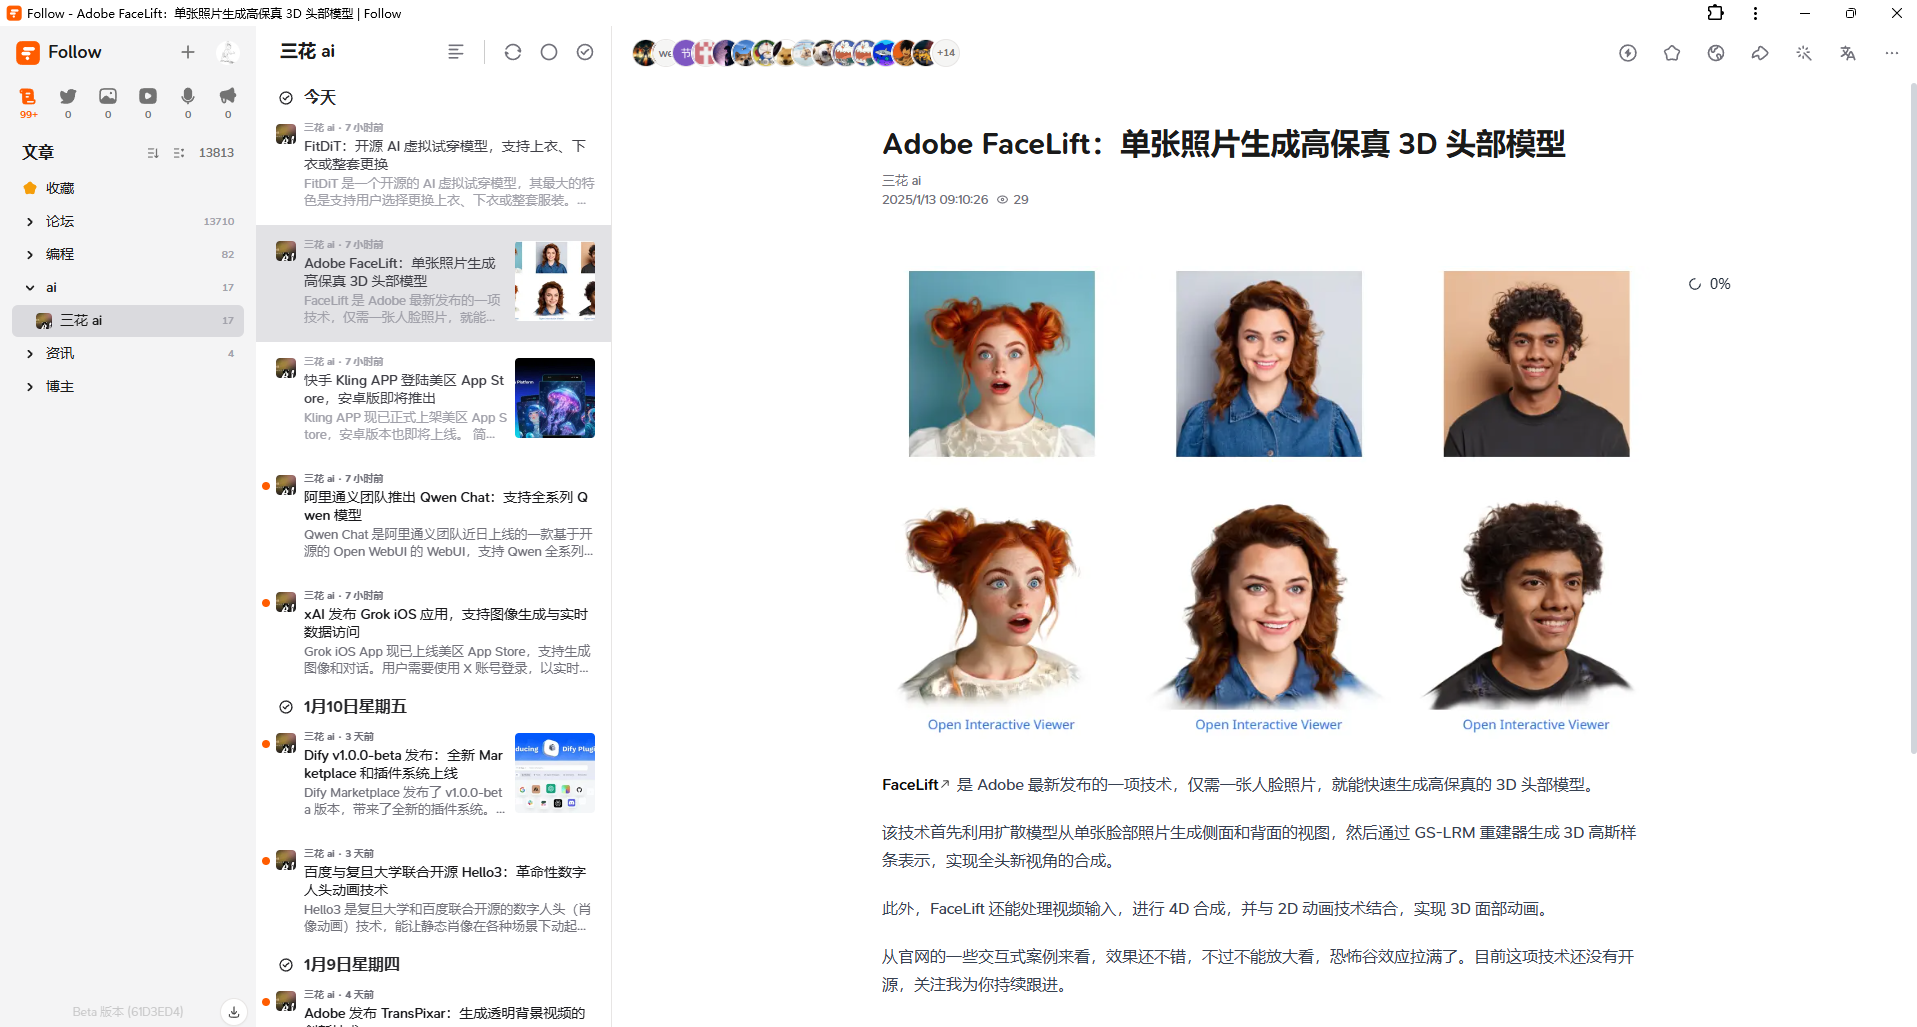 Follow - Adobe FaceLift：单张照片生成高保真 3D 头部模型 | Follow
Follow
99+
0
0
0
0
0
文章
13813
收藏
论坛
13710
编程
82
ai
17
三花 ai
17
资讯
4
博主
Beta 版本 (61D3ED4)
三花 ai
今天
三花 ai · 7 小时前
FitDiT：开源 AI 虚拟试穿模型，支持上衣、下
衣或整套更换
FitDiT 是一个开源的 AI 虚拟试穿模型，其最大的特
色是支持用户选择更换上衣、下衣或整套服装。...
三花 ai · 7 小时前
Adobe FaceLift：单张照片生成
高保真 3D 头部模型
FaceLift 是 Adobe 最新发布的一项
技术，仅需一张人脸照片，就能...
三花 ai · 7 小时前
快手 Kling APP 登陆美区 App St
ore，安卓版即将推出
Kling APP 现已正式上架美区 App S
tore，安卓版本也即将上线。 简...
三花 ai · 7 小时前
阿里通义团队推出 Qwen Chat：支持全系列 Q
wen 模型
Qwen Chat 是阿里通义团队近日上线的一款基于开
源的 Open WebUI 的 WebUI，支持 Qwen 全系列...
三花 ai · 7 小时前
xAI 发布 Grok iOS 应用，支持图像生成与实时
数据访问
Grok iOS App 现已上线美区 App Store，支持生成
图像和对话。用户需要使用 X 账号登录，以实时...
1月10日星期五
三花 ai · 3 天前
Dify v1.0.0-beta 发布：全新 Mar
ketplace 和插件系统上线
Dify Marketplace 发布了 v1.0.0-bet
a 版本，带来了全新的插件系统。...
ducing Dify Plugi
三花 ai · 3 天前
百度与复旦大学联合开源 Hello3：革命性数字
人头动画技术
Hello3 是复旦大学和百度联合开源的数字人头（肖
像动画）技术，能让静态肖像在各种场景下动起...
1月9日星期四
三花 ai · 4 天前
Adobe 发布 TransPixar：生成透明背景视频的
we
节
+14
Adobe FaceLift：单张照片生成高保真 3D 头部模型
三花 ai
2025/1/13 09:10:26 29
0%
Open Interactive Viewer
Open Interactive Viewer
Open Interactive Viewer
FaceLift 是 Adobe 最新发布的一项技术，仅需一张人脸照片，就能快速生成高保真的 3D 头部模型。
该技术首先利用扩散模型从单张脸部照片生成侧面和背面的视图，然后通过 GS-LRM 重建器生成 3D 高斯样
条表示，实现全头新视角的合成。
此外，FaceLift 还能处理视频输入，进行 4D 合成，并与 2D 动画技术结合，实现 3D 面部动画。
从官网的一些交互式案例来看，效果还不错，不过不能放大看，恐怖谷效应拉满了。目前这项技术还没有开
源，关注我为你持续跟进。